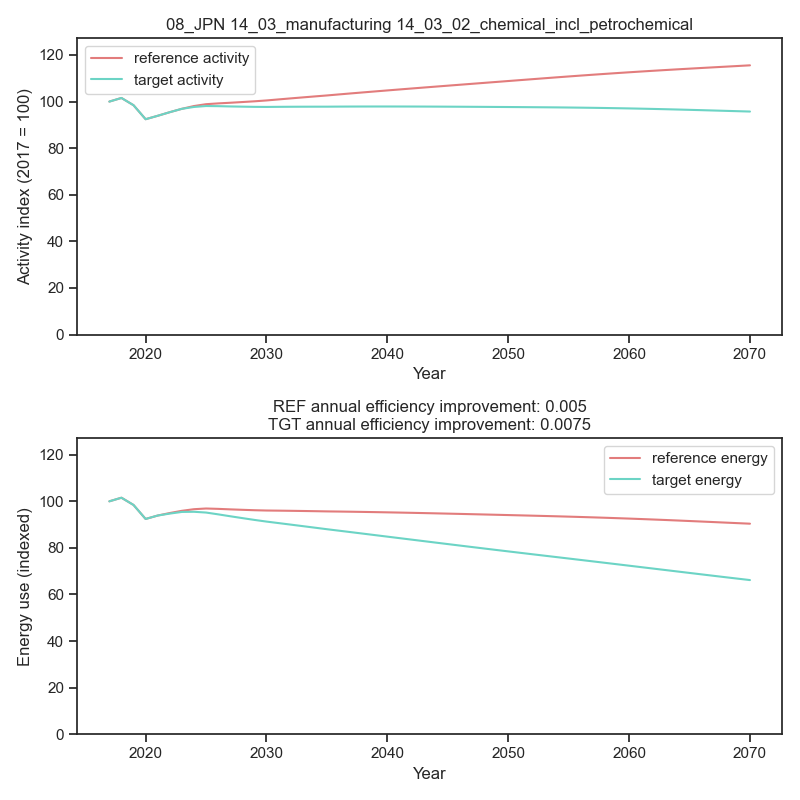 08_JPN 14_03_manufacturing 14_03_02_chemical_incl_petrochemical
reference activity
target activity
Activity index (2017 = 100)
120
100
80
60
40
20
0
2020 2030 2040 2050 2060 2070
Year
REF annual efficiency improvement: 0.005
TGT annual efficiency improvement: 0.0075
reference energy
target energy
Energy use (indexed)
120
100
80
60
40
20
0
2020 2030 2040 2050 2060 2070
Year